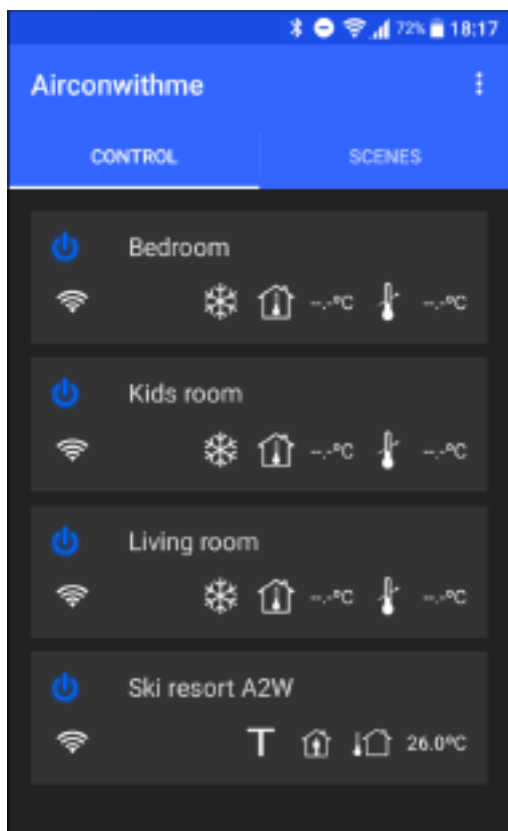 72% 18:17
Airconwithme
CONTROL SCENES
Bedroom
--.-ºC --.-ºC
Kids room
--.-ºC --.-ºC
Living room
--.-ºC --.-ºC
Ski resort A2W
T 26.0ºC